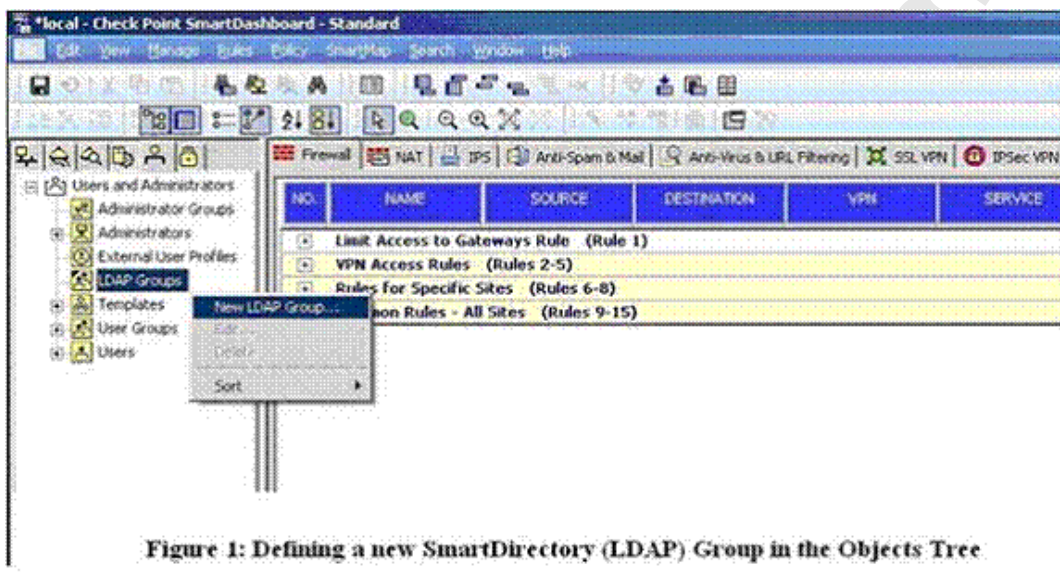 *local - Check Point SmartDashboard - Standard
Edit View Manage Rules Policy SmartMap Search Window Help
Firewall NAT IPS Anti-Spam & Mail Anti-Virus & URL Filtering SSL VPN IPSec VPN
Users and Administrators
Administrator Groups
Administrators
External User Profiles
LDAP Groups
Templates
User Groups
Users
New LDAP Group...
Edit...
Delete
Sort
NO. NAME SOURCE DESTINATION VPN SERVICE
Limit Access to Gateways Rule (Rule 1)
VPN Access Rules (Rules 2-5)
Rules for Specific Sites (Rules 6-8)
mon Rules - All Sites (Rules 9-15)
Figure 1: Defining a new SmartDirectory (LDAP) Group in the Objects Tree